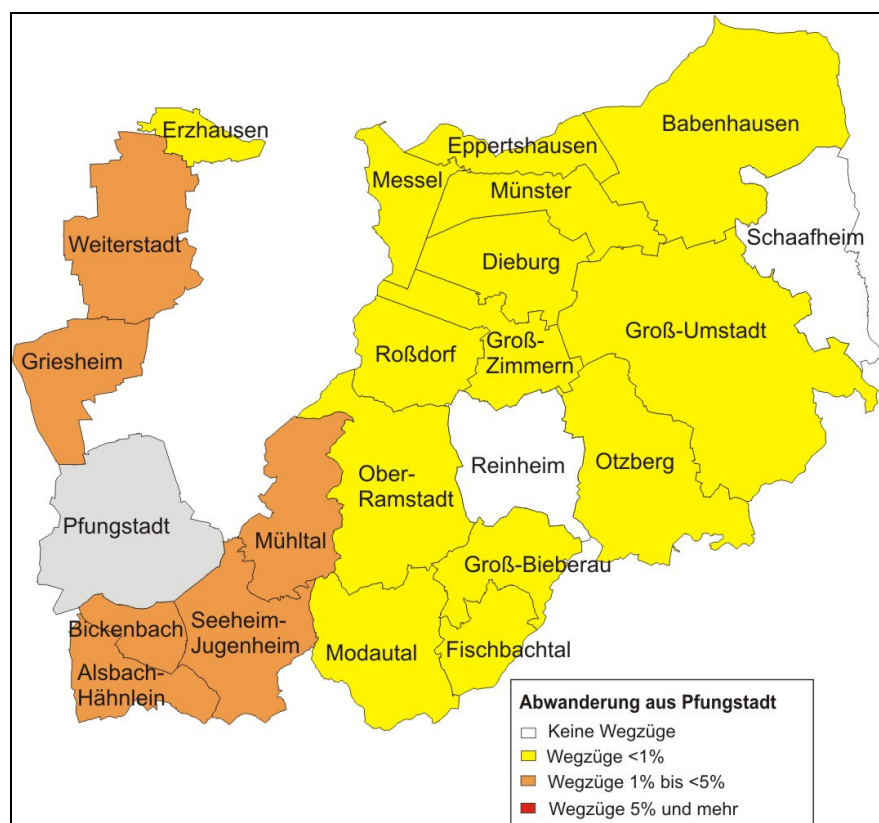 Babenhausen
Erzhausen
Eppertshausen
Messel
Münster
Schaafheim
Weiterstadt
Dieburg
Groß-Umstadt
Griesheim
Roßdorf
Groß-
Zimmern
Ober-
Ramstadt
Reinheim
Otzberg
Pfungstadt
Mühltal
Groß-Bieberau
Bickenbach
Seeheim-
Jugenheim
Modautal
Fischbachtal
Alsbach-
Hähnlein
Abwanderung aus Pfungstadt
Keine Wegzüge
Wegzüge <1%
Wegzüge 1% bis <5%
Wegzüge 5% und mehr